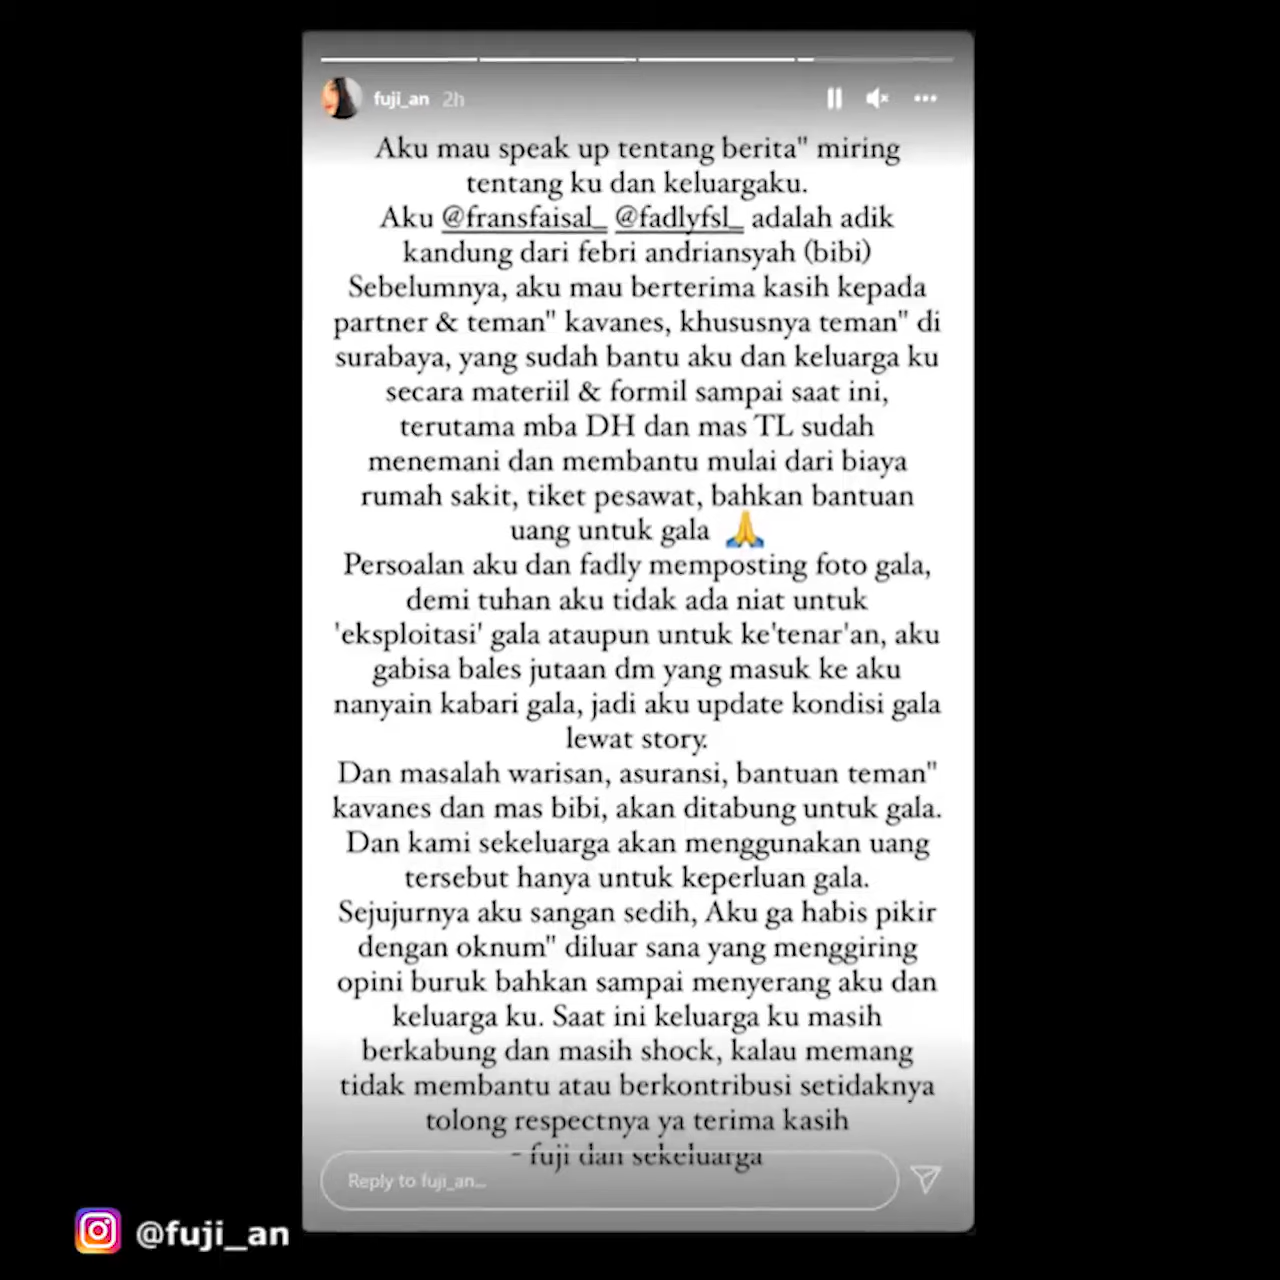 fuji_an 2h
Aku mau speak up tentang berita" miring
tentang ku dan keluargaku.
Aku @fransfaisal_ @fadlyfsl_ adalah adik
kandung dari febri andriansyah (bibi)
Sebelumnya, aku mau berterima kasih kepada
partner & teman" kavanes, khususnya teman" di
surabaya, yang sudah bantu aku dan keluarga ku
secara materiil & formil sampai saat ini,
terutama mba DH dan mas TL sudah
menemani dan membantu mulai dari biaya
rumah sakit, tiket pesawat, bahkan bantuan
uang untuk gala 🙏
Persoalan aku dan fadly memposting foto gala,
demi tuhan aku tidak ada niat untuk
'eksploitasi' gala ataupun untuk ke'tenar'an, aku
gabisa bales jutaan dm yang masuk ke aku
nanyain kabari gala, jadi aku update kondisi gala
lewat story.
Dan masalah warisan, asuransi, bantuan teman"
kavanes dan mas bibi, akan ditabung untuk gala.
Dan kami sekeluarga akan menggunakan uang
tersebut hanya untuk keperluan gala.
Sejujurnya aku sangan sedih, Aku ga habis pikir
dengan oknum" diluar sana yang menggiring
opini buruk bahkan sampai menyerang aku dan
keluarga ku. Saat ini keluarga ku masih
berkabung dan masih shock, kalau memang
tidak membantu atau berkontribusi setidaknya
tolong respectnya ya terima kasih
- fuji dan sekeluarga
Reply to fuji_an...
@fuji_an